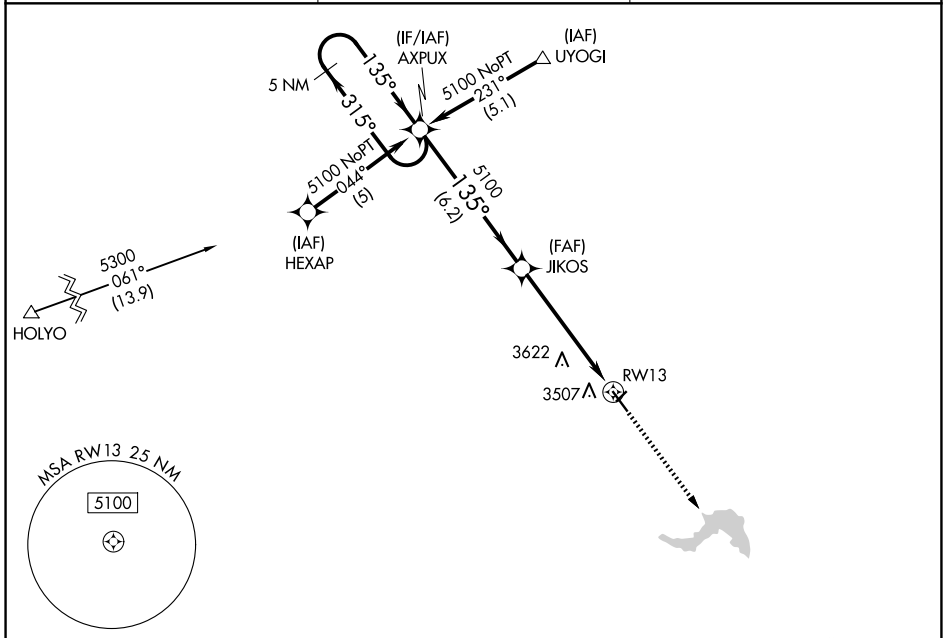 (IF/IAF)
AXPUX
(IAF)
UYOGI
5 NM
135°
315°
5100 NoPT
231°
(5.1)
5100 NoPT
044°
(5)
5100
135°
(6.2)
(IAF)
HEXAP
(FAF)
JIKOS
5300
061°
(13.9)
HOLYO
3622
3507
RW13
MSA RW13 25 NM
5100